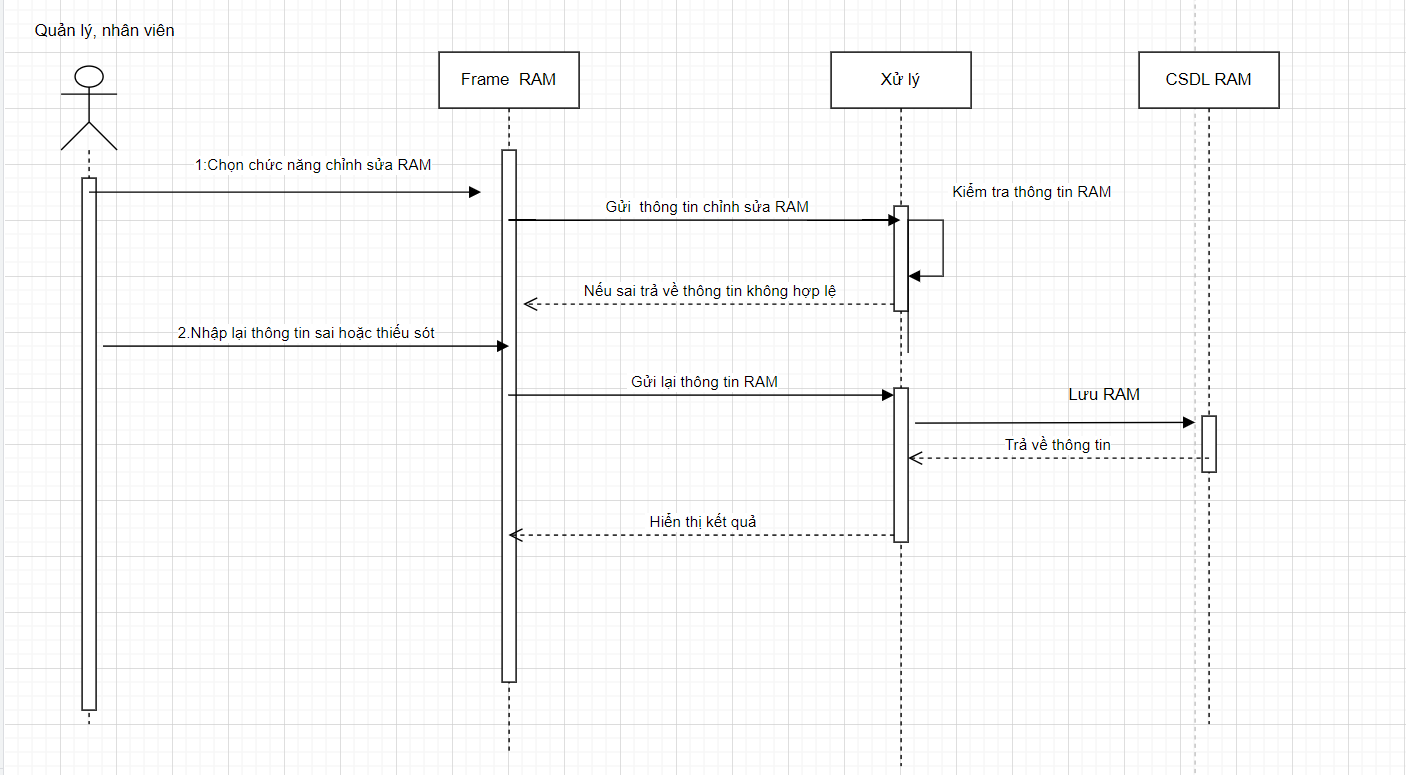 Quản lý, nhân viên
Frame  RAM
Xử lý
CSDL RAM
1:Chọn chức năng chỉnh sửa RAM
Kiểm tra thông tin RAM
Gửi  thông tin chỉnh sửa RAM
Nếu sai trả về thông tin không hợp lệ
2.Nhập lại thông tin sai hoặc thiếu sót
Gửi lại thông tin RAM
Lưu RAM
Trả về thông tin
Hiễn thị kết quả